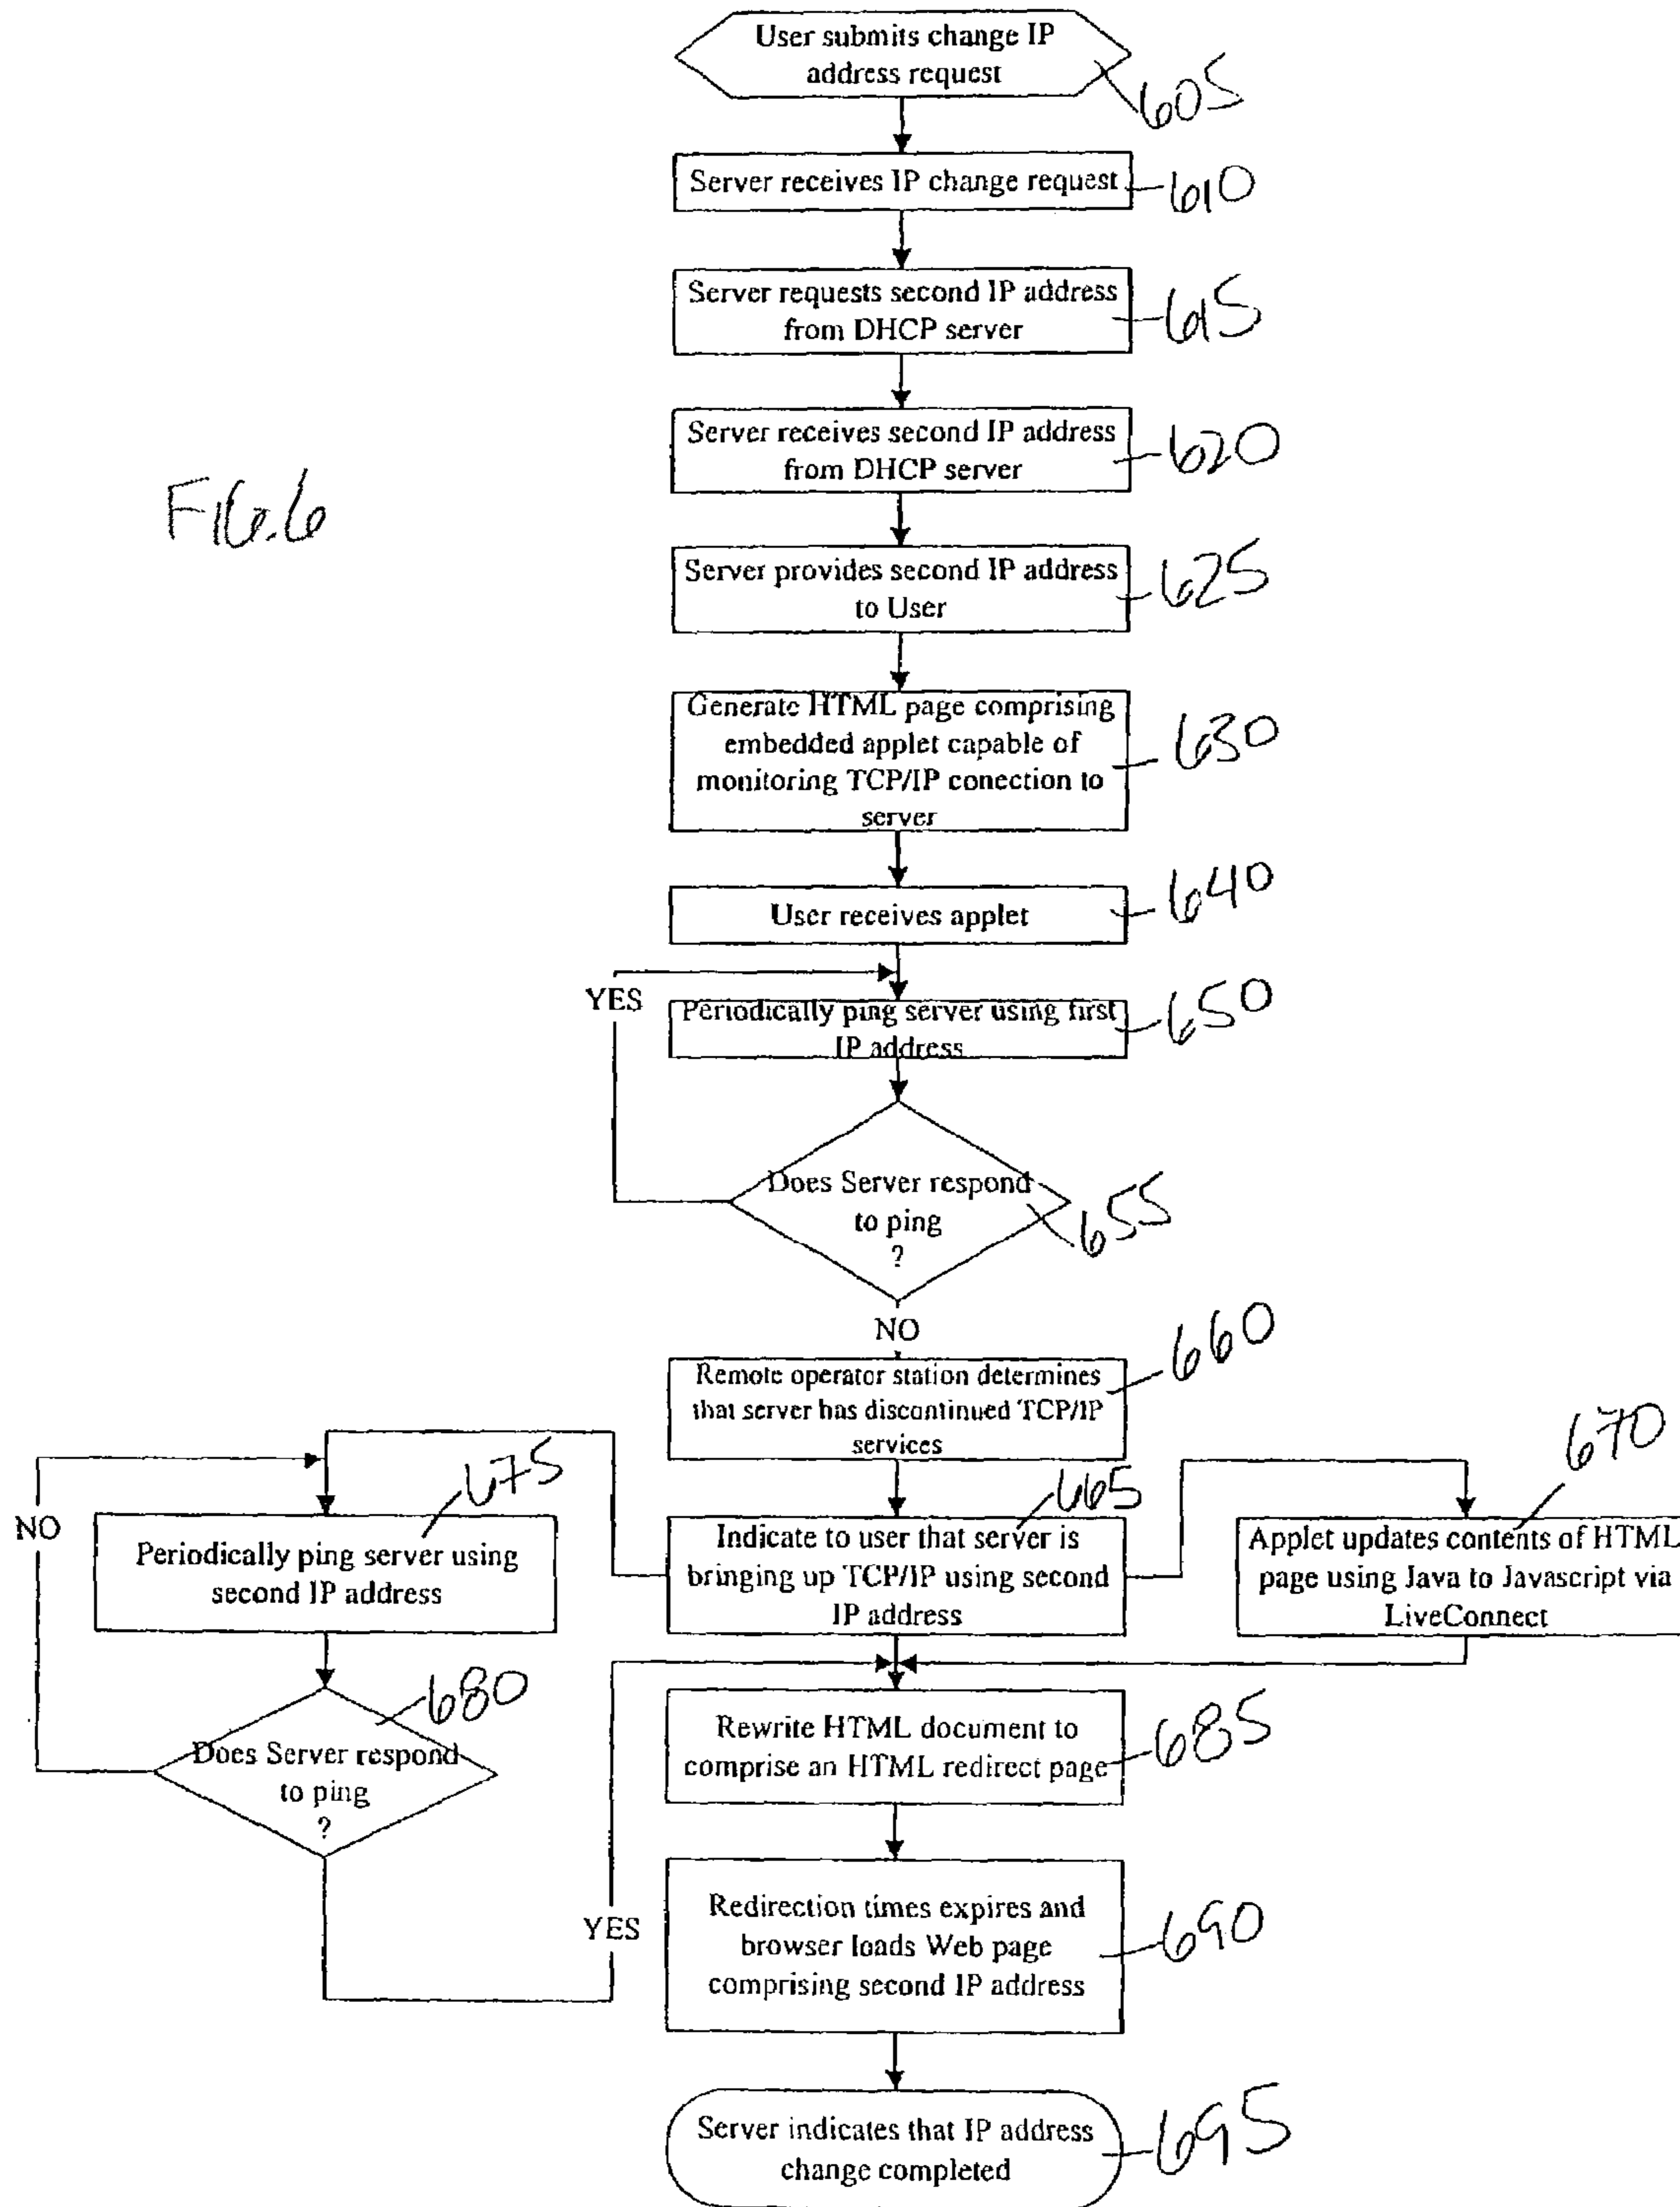 User submits change IP
address request
605
Server receives IP change request
610
Server requests second IP address
from DHCP server
615
Server receives second IP address
from DHCP server
620
FIG.6
Server provides second IP address
to User
625
Generate HTML page comprising
embedded applet capable of
monitoring TCP/IP conection to
server
630
User receives applet
640
YES
Periodically ping server using first
IP address
650
Does Server respond
to ping
?
655
NO
Remote operator station determines
that server has discontinued TCP/IP
services
660
675
665
670
NO
Periodically ping server using
second IP address
Indicate to user that server is
bringing up TCP/IP using second
IP address
Applet updates contents of HTML
page using Java to Javascript via
LiveConnect
680
Does Server respond
to ping
?
YES
Rewrite HTML document to
comprise an HTML redirect page
685
Redirection times expires and
browser loads Web page
comprising second IP address
690
Server indicates that IP address
change completed
695